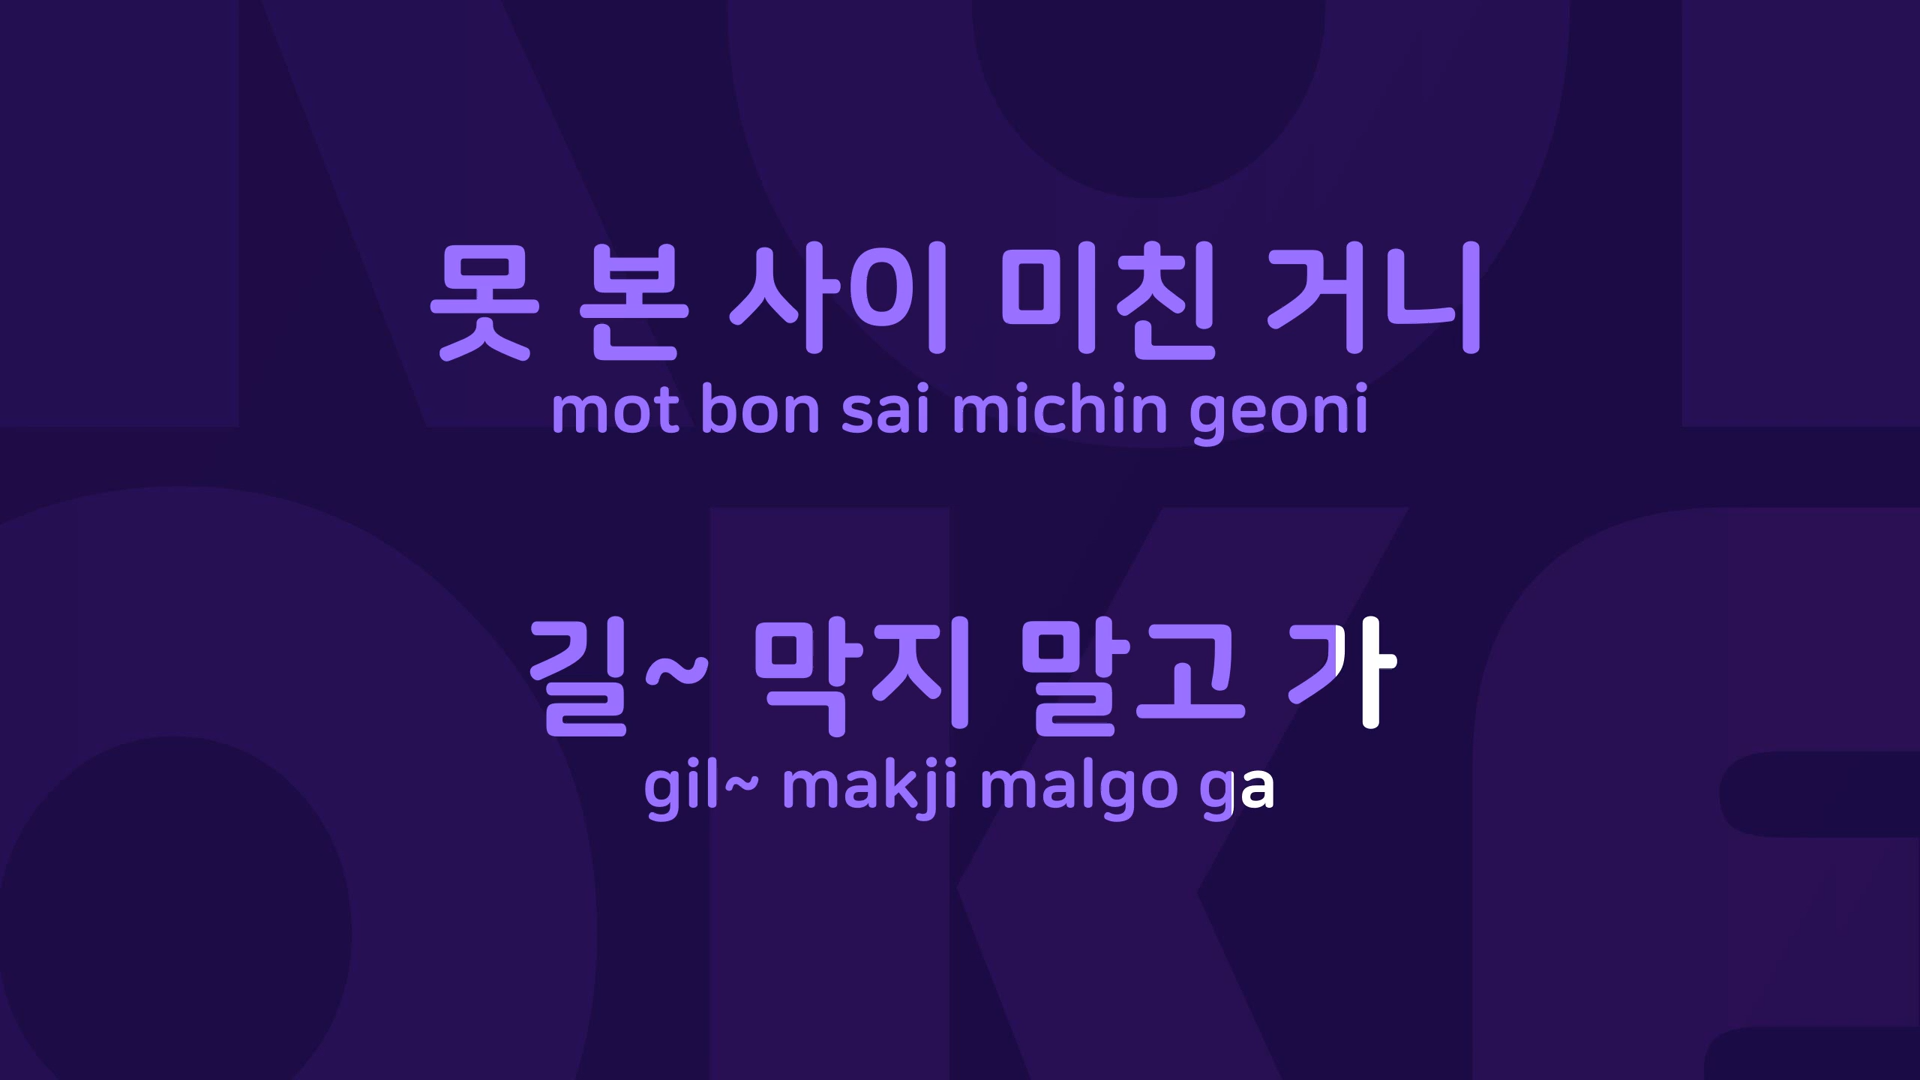 못 본 사이 미친 거니
mot bon sai michin geoni
길~ 막지 말고 가
gil~ makji malgo ga